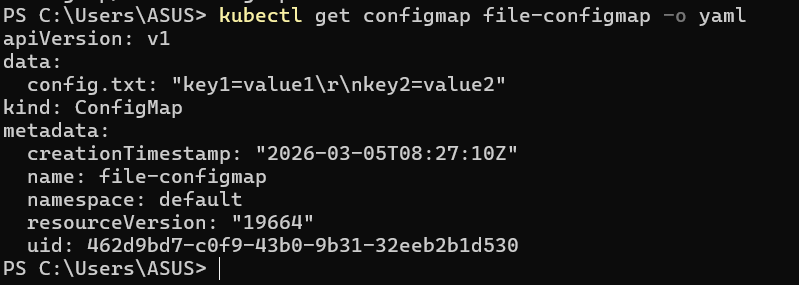 PS C:\Users\ASUS> kubectl get configmap file-configmap -o yaml
apiVersion: v1
data:
  config.txt: "key1=value1\r\nkey2=value2"
kind: ConfigMap
metadata:
  creationTimestamp: "2026-03-05T08:27:10Z"
  name: file-configmap
  namespace: default
  resourceVersion: "19664"
  uid: 462d9bd7-c0f9-43b0-9b31-32eeb2b1d530
PS C:\Users\ASUS>